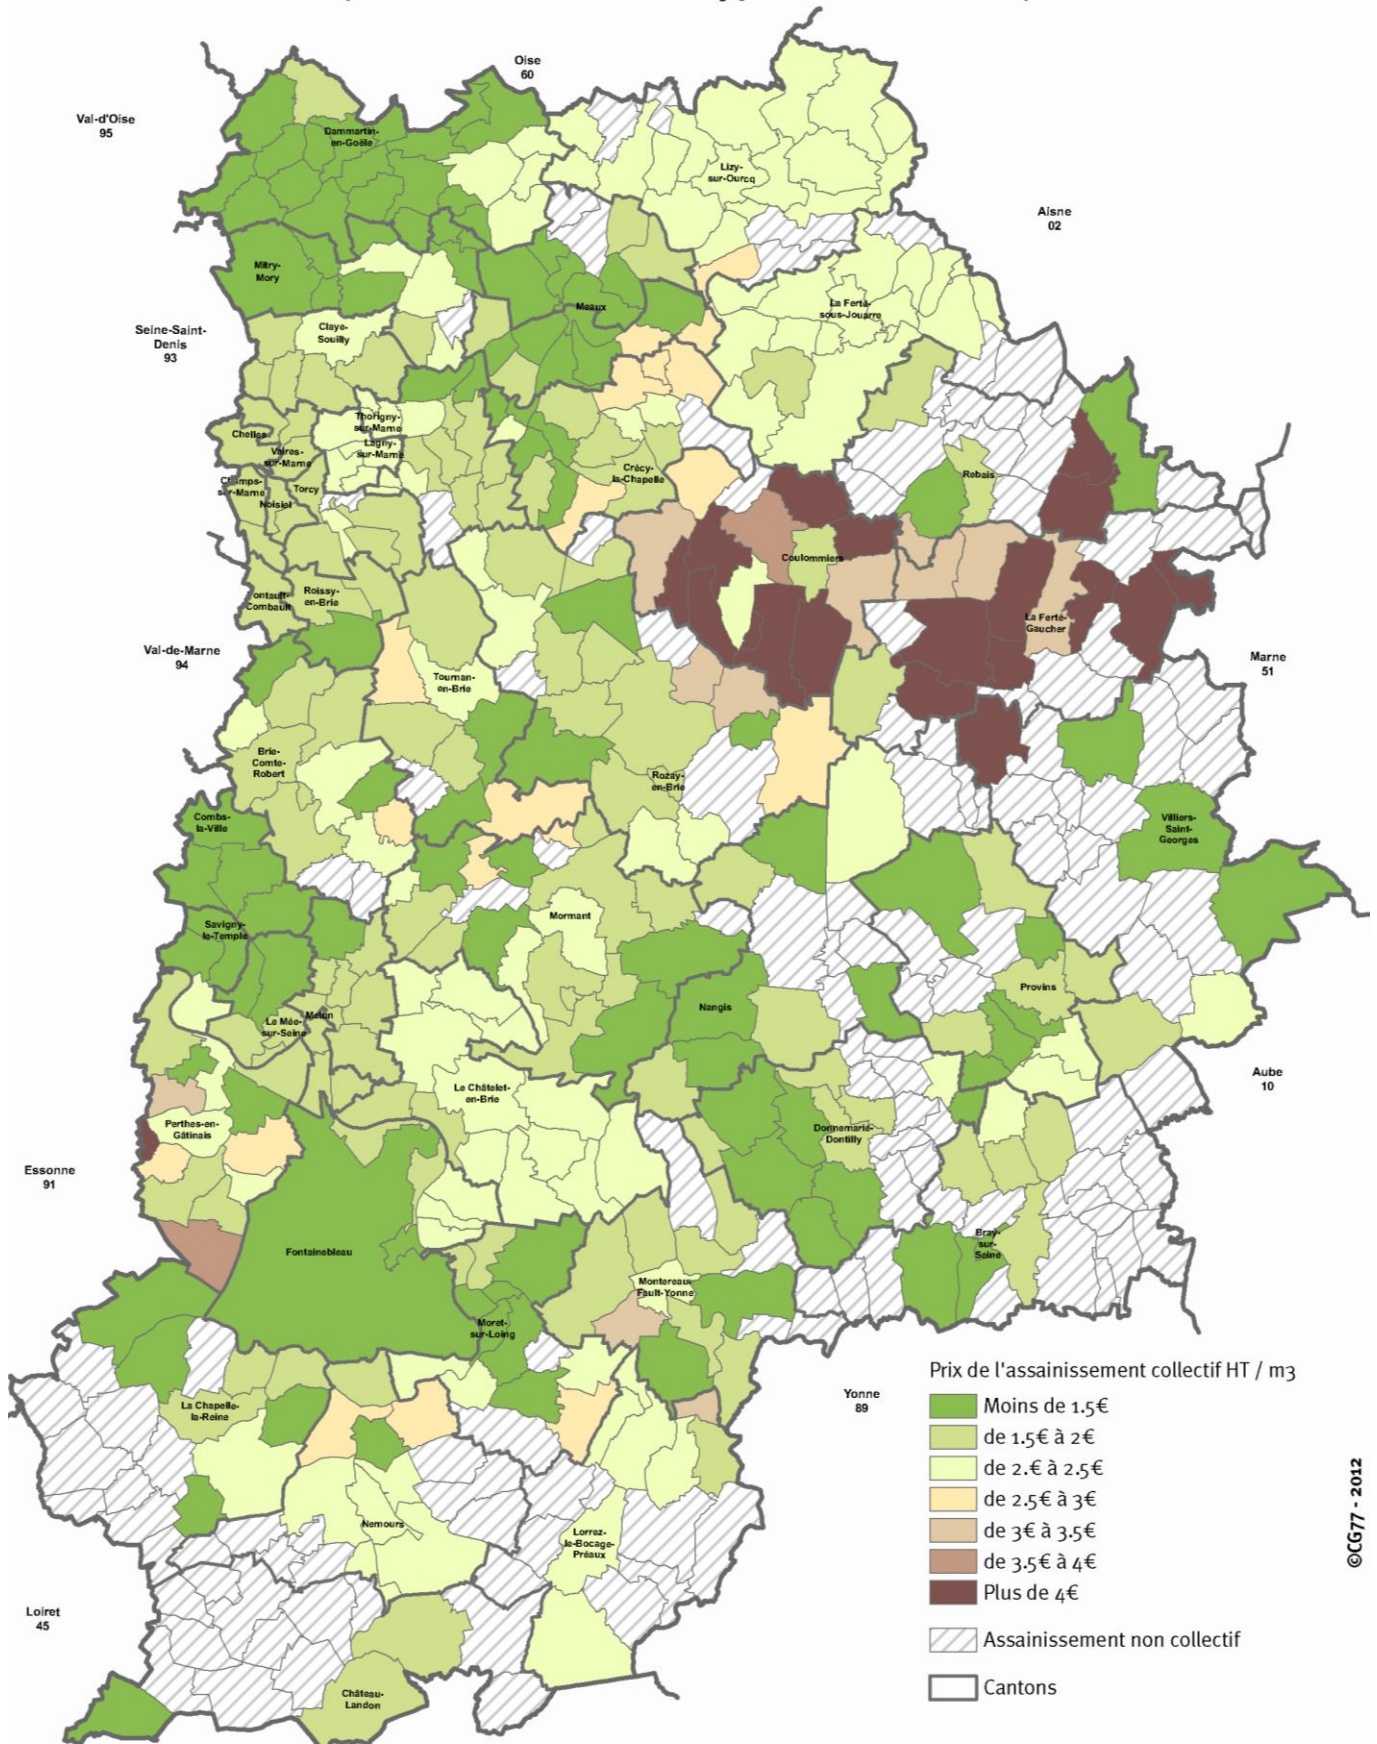 Oise
60
Val-d'Oise
95
Dammartin-
en-Goële
Lizy-
sur-Ourcq
Aisne
02
Mitry-
Mory
Meaux
La Ferté-
sous-Jouarre
Seine-Saint-
Denis
93
Claye-
Souilly
Thorigny-
sur-Marne
Chelles
Lagny-
sur-Marne
Vaires-
sur-Marne
Crécy-
la-Chapelle
Rebais
Champs-
sur-Marne
Torcy
Noisiel
Coulommiers
Roissy-
en-Brie
Pontault-
Combault
La Ferté-
Gaucher
Val-de-Marne
94
Marne
51
Tournan-
en-Brie
Brie-
Comte-
Robert
Rozay-
en-Brie
Combs-
la-Ville
Villiers-
Saint-
Georges
Savigny-
le-Temple
Mormant
Provins
Nangis
Melun
Le Mée-
sur-Seine
Aube
10
Le Châtelet-
en-Brie
Perthes-en-
Gâtinais
Donnemarie-
Dontilly
Essonne
91
Fontainebleau
Bray-
sur-
Seine
Montereau-
Fault-Yonne
Moret-
sur-Loing
La Chapelle-
la-Reine
Yonne
89
Nemours
Lorrez-
le-Bocage-
Préaux
Loiret
45
Château-
Landon
Prix de l'assainissement collectif HT / m3
Moins de 1.5€
de 1.5€ à 2€
de 2.€ à 2.5€
de 2.5€ à 3€
de 3€ à 3.5€
de 3.5€ à 4€
Plus de 4€
Assainissement non collectif
Cantons
©CG77 - 2012